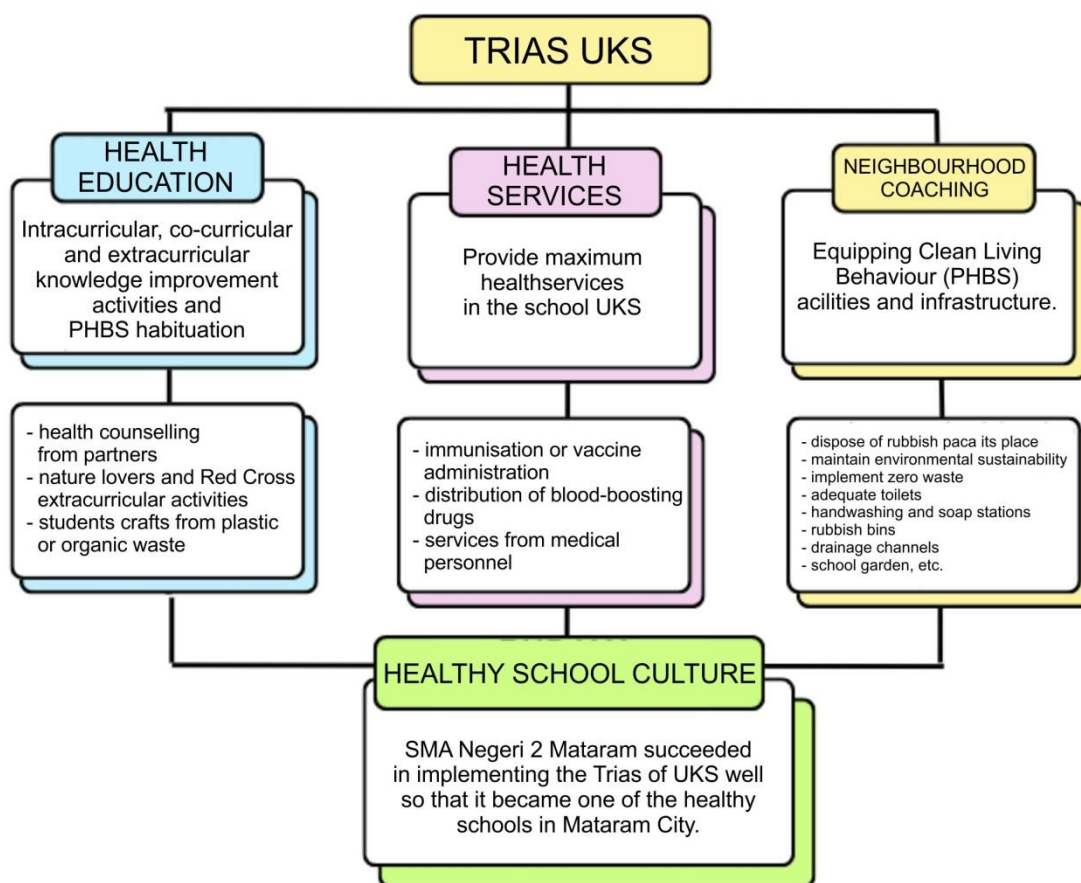 TRIAS UKS
HEALTH
EDUCATION
Intracurricular, co-curricular
and extracurricular
knowledge improvement
activities and
PHBS habituation
- health counselling
from partners
- nature lovers and Red Cross
extracurricular activities
- students crafts from plastic
or organic waste
HEALTH
SERVICES
Provide maximum
healthservices
in the school UKS
- immunisation or vaccine
administration
- distribution of blood-boosting
drugs
- services from medical
personnel
NEIGHBOURHOOD
COACHING
Equipping Clean Living
Behaviour (PHBS)
acilities and infrastructure.
- dispose of rubbish paca its place
- maintain environmental sustainability
- implement zero waste
- adequate toilets
- handwashing and soap stations
- rubbish bins
- drainage channels
- school garden, etc.
HEALTHY SCHOOL CULTURE
SMA Negeri 2 Mataram succeeded
in implementing the Trias of UKS well
so that it became one of the healthy
schools in Mataram City.